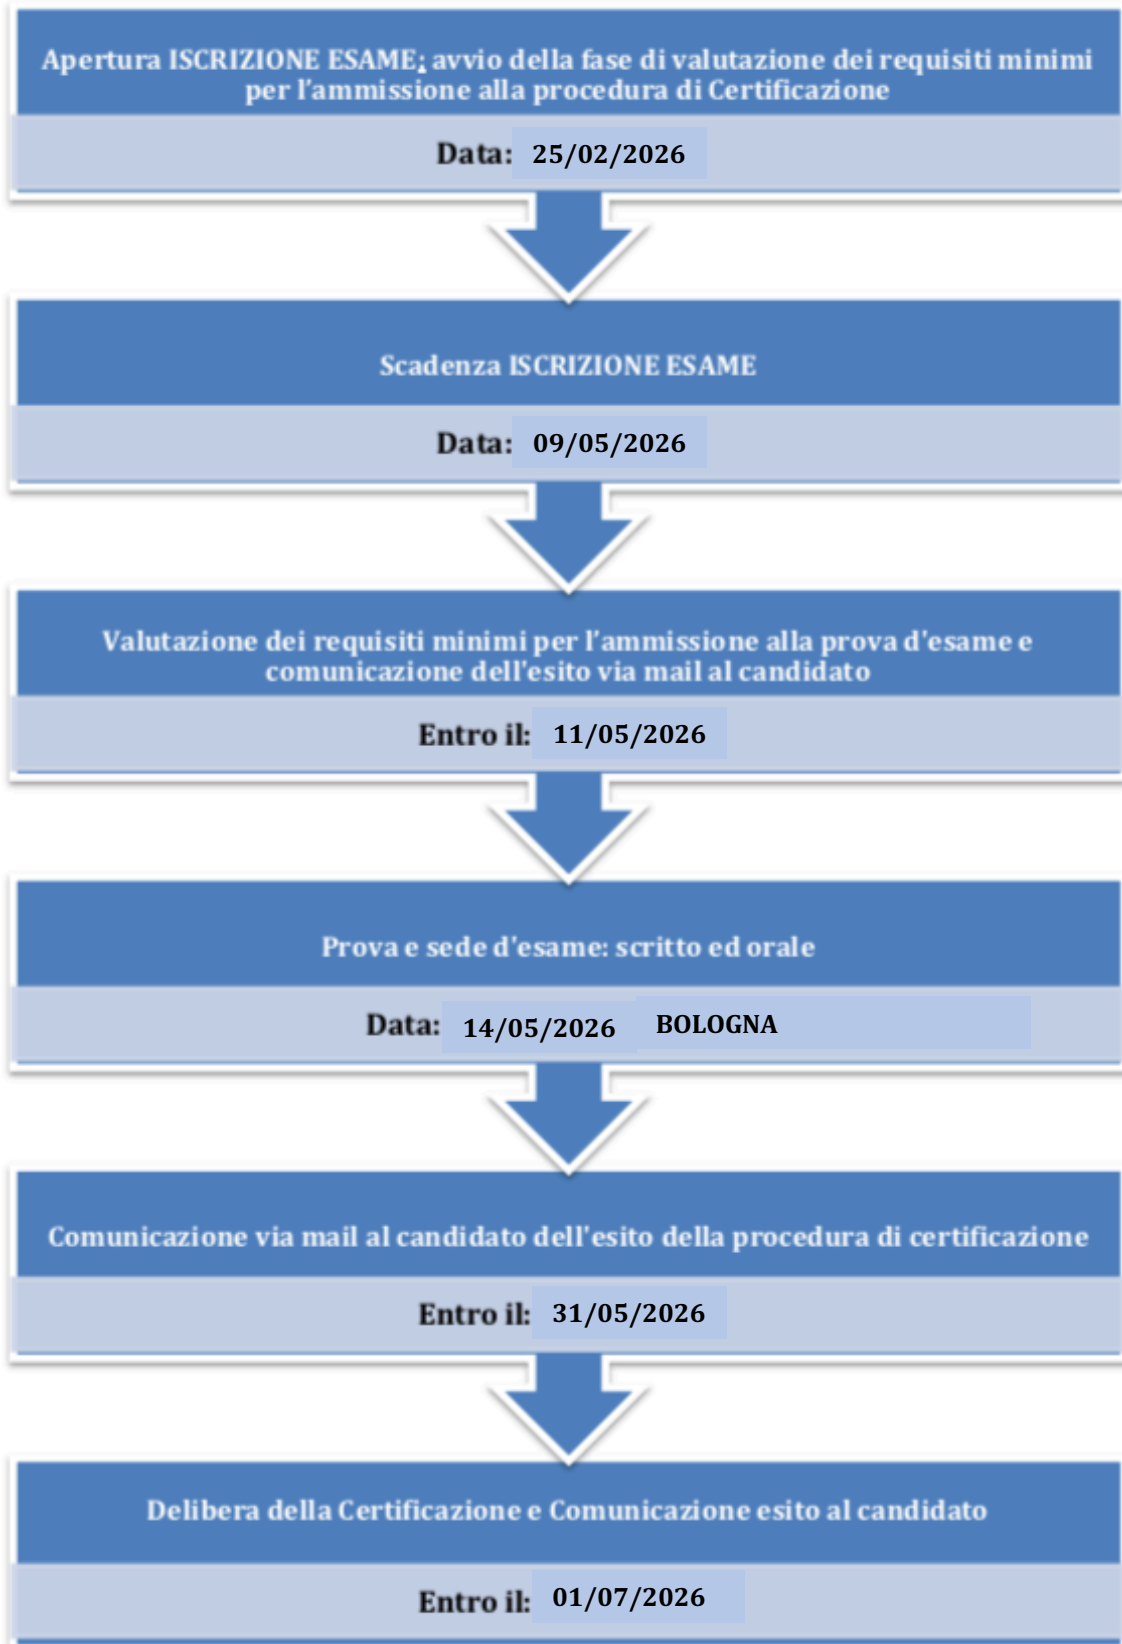 Apertura ISCRIZIONE ESAME; avvio della fase di valutazione dei requisiti minimi
per l'ammissione alla procedura di Certificazione
Data: 25/02/2026
Scadenza ISCRIZIONE ESAME
Data: 09/05/2026
Valutazione dei requisiti minimi per l'ammissione alla prova d'esame e
comunicazione dell'esito via mail al candidato
Entro il: 11/05/2026
Prova e sede d'esame: scritto ed orale
Data: 14/05/2026 BOLOGNA
Comunicazione via mail al candidato dell'esito della procedura di certificazione
Entro il: 31/05/2026
Delibera della Certificazione e Comunicazione esito al candidato
Entro il: 01/07/2026